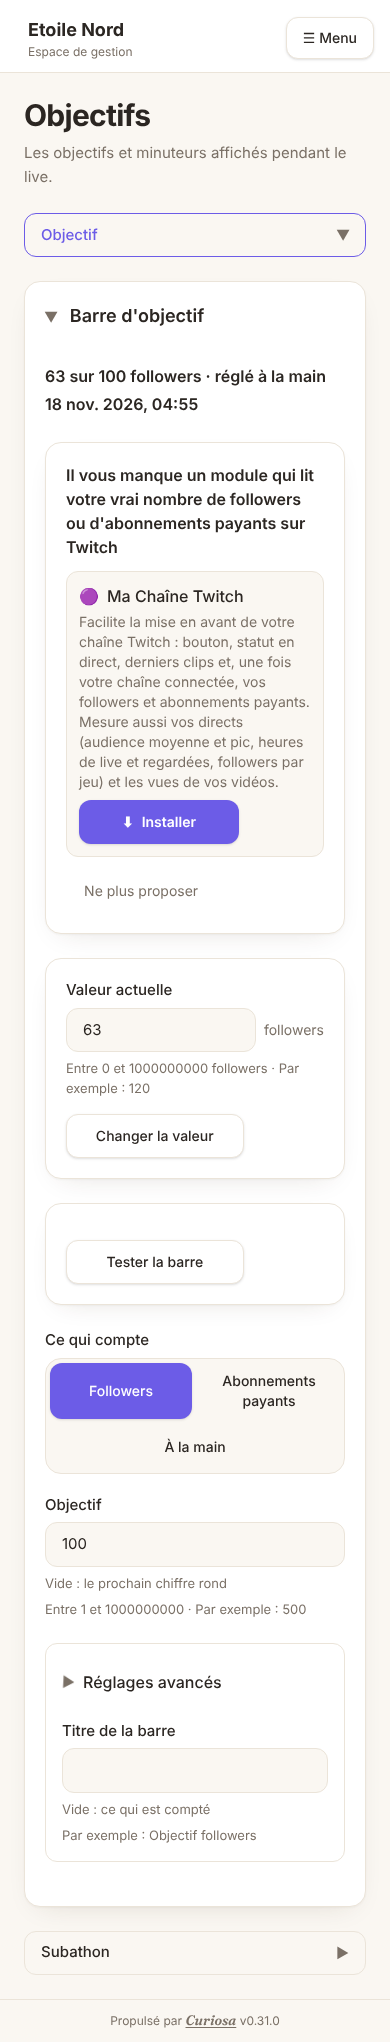 Etoile Nord
Espace de gestion
☰ Menu
Objectifs
Les objectifs et minuteurs affichés pendant le
live.
Objectif
Barre d'objectif
63 sur 100 followers · réglé à la main
18 nov. 2026, 04:55
Il vous manque un module qui lit
votre vrai nombre de followers
ou d'abonnements payants sur
Twitch
Ma Chaîne Twitch
Facilite la mise en avant de votre
chaîne Twitch : bouton, statut en
direct, derniers clips et, une fois
votre chaîne connectée, vos
followers et abonnements payants.
Mesure aussi vos directs
(audience moyenne et pic, heures
de live et regardées, followers par
jeu) et les vues de vos vidéos.
⬇ Installer
Ne plus proposer
Valeur actuelle
63 followers
Entre 0 et 1000000000 followers · Par
exemple : 120
Changer la valeur
Tester la barre
Ce qui compte
Followers
Abonnements
payants
À la main
Objectif
100
Vide : le prochain chiffre rond
Entre 1 et 1000000000 · Par exemple : 500
Réglages avancés
Titre de la barre
Vide : ce qui est compté
Par exemple : Objectif followers
Subathon
Propulsé par Curiosa v0.31.0